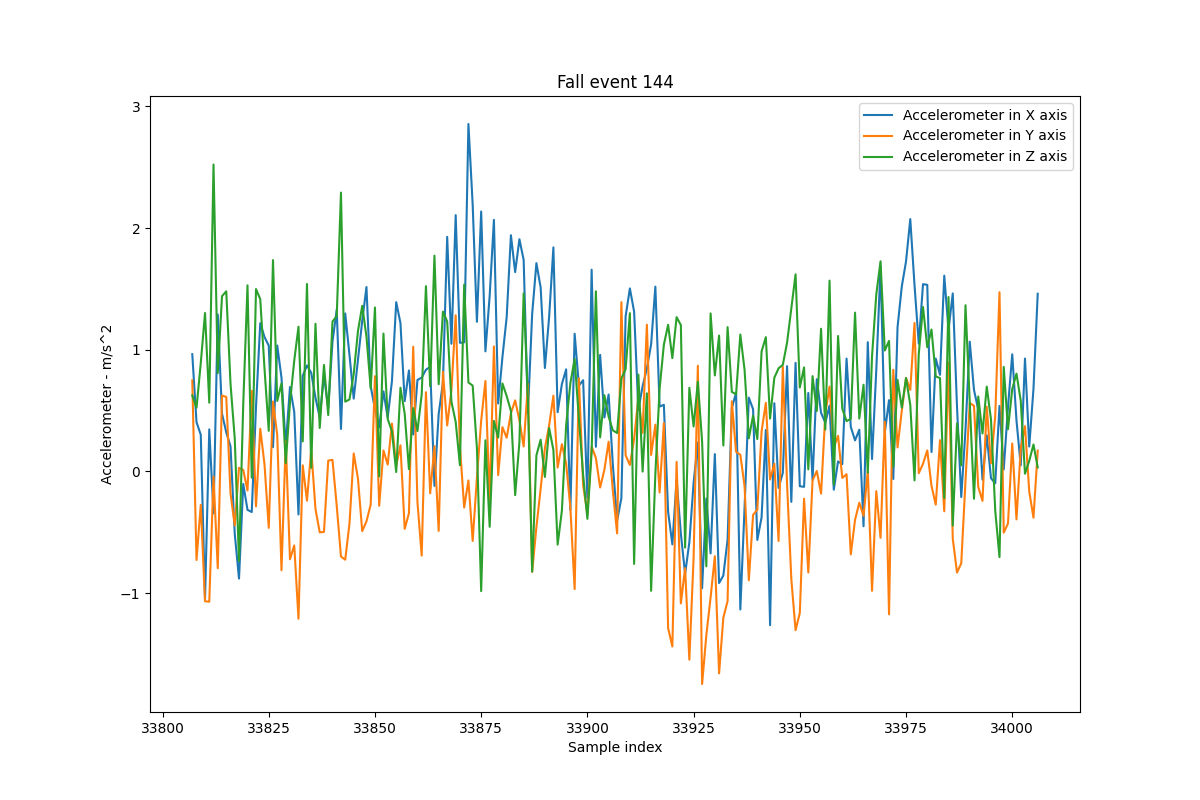 Fall event 144
Accelerometer in X axis
Accelerometer in Y axis
Accelerometer in Z axis
Accelerometer - m/s^2
3
2
1
0
−1
33800 33825 33850 33875 33900 33925 33950 33975 34000
Sample index